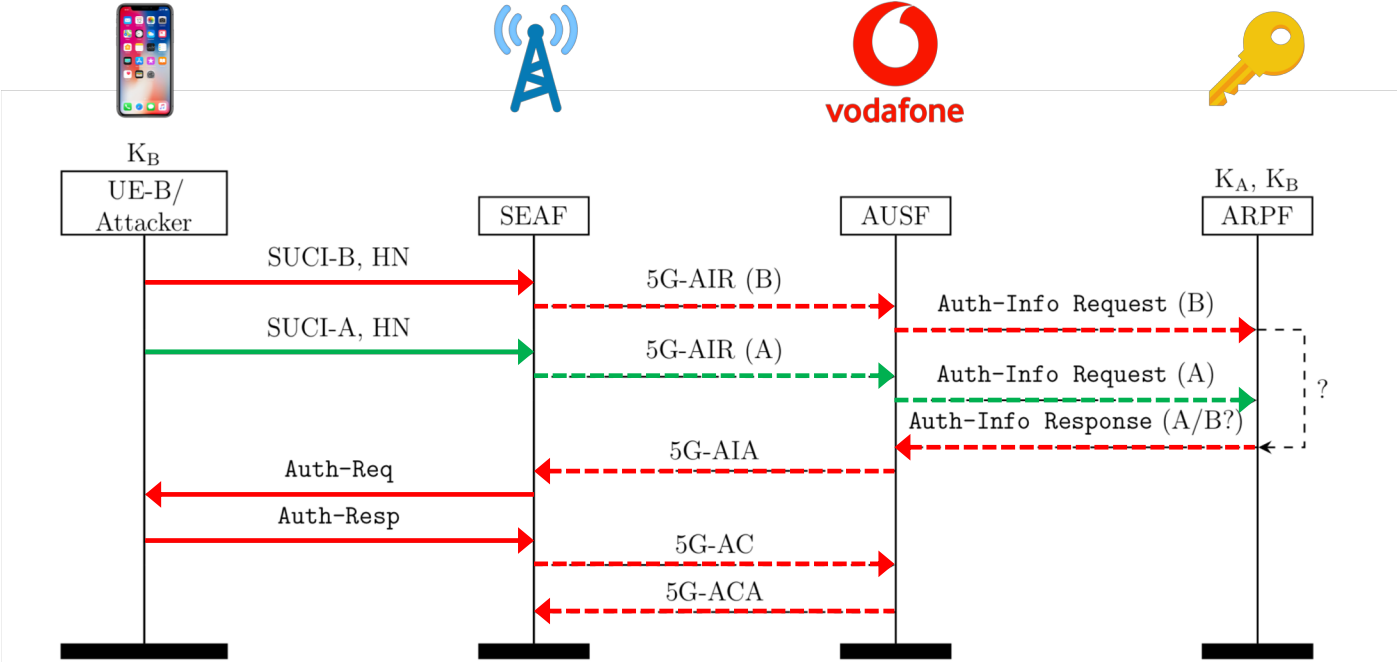 vodafone
K_B
UE-B/
Attacker
SEAF
AUSF
K_A, K_B
ARPF
SUCI-B, HN
5G-AIR (B)
Auth-Info Request (B)
SUCI-A, HN
5G-AIR (A)
Auth-Info Request (A)
?
Auth-Info Response (A/B?)
5G-AIA
Auth-Req
Auth-Resp
5G-AC
5G-ACA